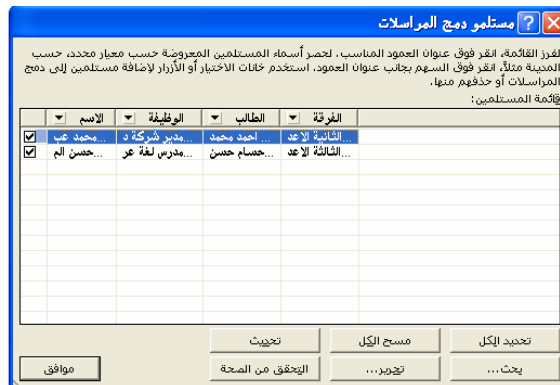 مستلمو دمج المراسلات
لفرز القائمة، انقر فوق عنوان العمود المناسب. لحصر أسماء المستلمين المعروضة حسب معيار محدد، حسب
المدينة مثلاً، انقر فوق السهم بجانب عنوان العمود. استخدم خانات الاختيار أو الأزرار لإضافة مستلمين إلى دمج
المراسلات أو حذفهم منها.
قائمة المستلمين:
الفرقة الطالب الوظيفة الاسم
الثانية الاعد... احمد محمد... مدير شركة د... محمد عب...
الثالثة الاعد... حسام حسن... مدرس لغة عر... حسن الم...
تحديد الكل مسح الكل تحديث
بحث... تحرير... التحقق من الصحة موافق